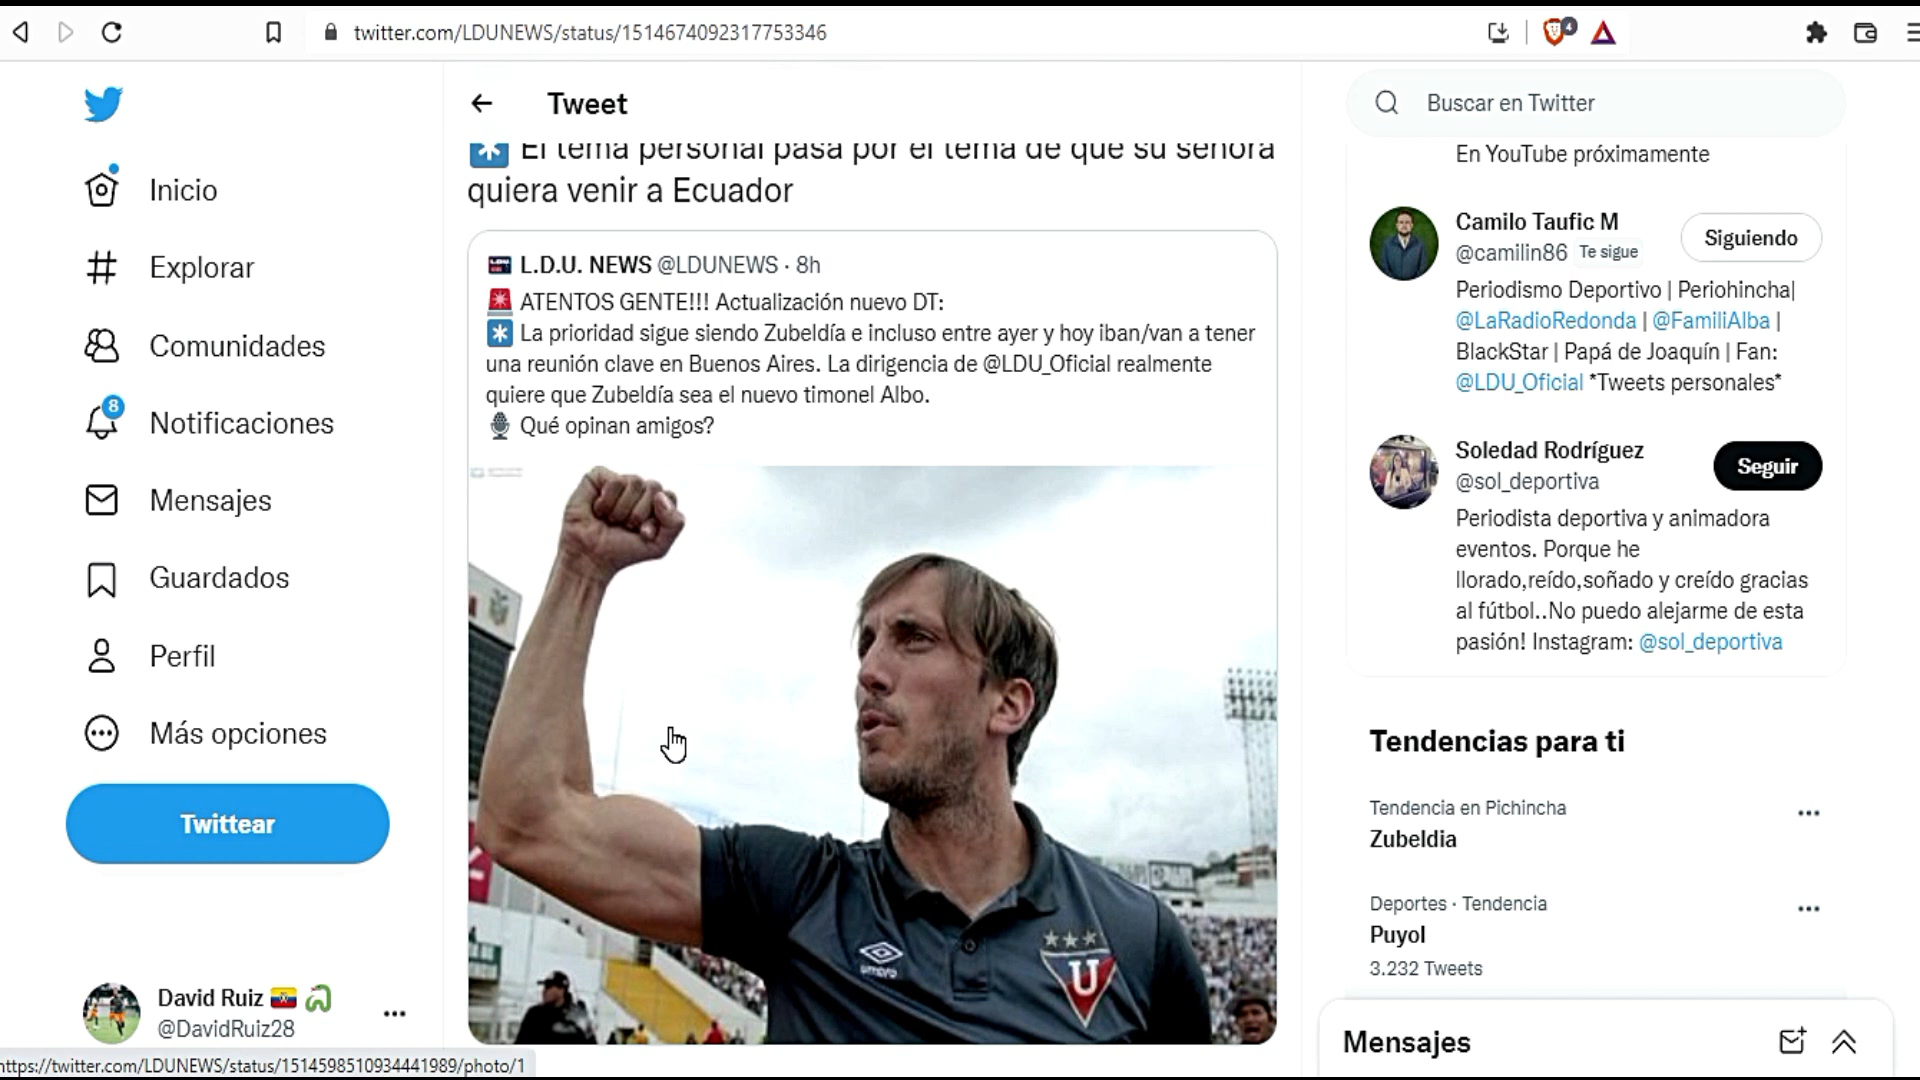 twitter.com/LDUNEWS/status/1514674092317753346
4
Inicio
Explorar
Comunidades
8
Notificaciones
Mensajes
Guardados
Perfil
Más opciones
Twittear
David Ruiz
@DavidRuiz28
https://twitter.com/LDUNEWS/status/1514598510934441989/photo/1
Tweet
El tema personal pasa por el tema de que su señora
quiera venir a Ecuador
L.D.U. NEWS @LDUNEWS · 8h
ATENTOS GENTE!!! Actualización nuevo DT:
La prioridad sigue siendo Zubeldía e incluso entre ayer y hoy iban/van a tener
una reunión clave en Buenos Aires. La dirigencia de @LDU_Oficial realmente
quiere que Zubeldía sea el nuevo timonel Albo.
Qué opinan amigos?
umbro
U
Buscar en Twitter
En YouTube próximamente
Camilo Taufic M
@camilin86 Te sigue
Siguiendo
Periodismo Deportivo | Periohincha|
@LaRadioRedonda | @FamiliAlba |
BlackStar | Papá de Joaquín | Fan:
@LDU_Oficial *Tweets personales*
Soledad Rodríguez
@sol_deportiva
Seguir
Periodista deportiva y animadora
eventos. Porque he
llorado,reído,soñado y creído gracias
al fútbol..No puedo alejarme de esta
pasión! Instagram: @sol_deportiva
Tendencias para ti
Tendencia en Pichincha
Zubeldia
Deportes · Tendencia
Puyol
3.232 Tweets
Mensajes